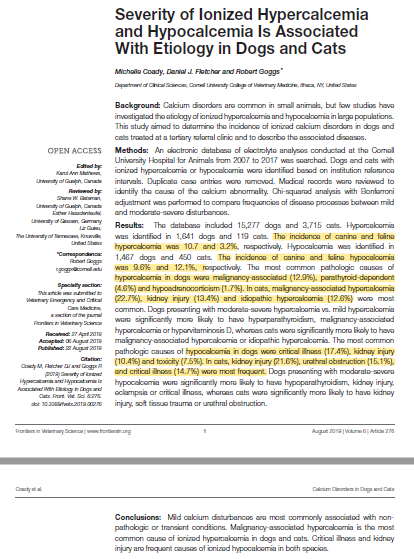 Severity of Ionized Hypercalcemia
and Hypocalcemia Is Associated
With Etiology in Dogs and Cats
Michelle Coady, Daniel J. Fletcher and Robert Goggs*
Department of Clinical Sciences, Cornell University College of Veterinary Medicine, Ithaca, NY, United States
Background: Calcium disorders are common in small animals, but few studies have
investigated the etiology of ionized hypercalcemia and hypocalcemia in large populations.
This study aimed to determine the incidence of ionized calcium disorders in dogs and
cats treated at a tertiary referral clinic and to describe the associated diseases.
Methods: An electronic database of electrolyte analyses conducted at the Cornell
University Hospital for Animals from 2007 to 2017 was searched. Dogs and cats with
ionized hypercalcemia or hypocalcemia were identified based on institution reference
intervals. Duplicate case entries were removed. Medical records were reviewed to
identify the cause of the calcium abnormality. Chi-squared analysis with Bonferroni
adjustment was performed to compare frequencies of disease processes between mild
and moderate-severe disturbances.
Results: The database included 15,277 dogs and 3,715 cats. Hypercalcemia
was identified in 1,641 dogs and 119 cats. The incidence of canine and feline
hypercalcemia was 10.7 and 3.2%, respectively. Hypocalcemia was identified in
1,467 dogs and 450 cats. The incidence of canine and feline hypocalcemia
was 9.6% and 12.1%, respectively. The most common pathologic causes of
hypercalcemia in dogs were malignancy-associated (12.9%), parathyroid-dependent
(4.6%) and hypoadrenocorticism (1.7%). In cats, malignancy-associated hypercalcemia
(22.7%), kidney injury (13.4%) and idiopathic hypercalcemia (12.6%) were most
common. Dogs presenting with moderate-severe hypercalcemia vs. mild hypercalcemia
were significantly more likely to have hyperparathyroidism, malignancy-associated
hypercalcemia or hypervitaminosis D, whereas cats were significantly more likely to have
malignancy-associated hypercalcemia or idiopathic hypercalcemia. The most common
pathologic causes of hypocalcemia in dogs were critical illness (17.4%), kidney injury
(10.4%) and toxicity (7.5%). In cats, kidney injury (21.6%), urethral obstruction (15.1%),
and critical illness (14.7%) were most frequent. Dogs presenting with moderate-severe
hypocalcemia were significantly more likely to have hypoparathyroidism, kidney injury,
eclampsia or critical illness, whereas cats were significantly more likely to have kidney
injury, soft tissue trauma or urethral obstruction.
OPEN ACCESS
Edited by:
Karol Ann Mathews,
University of Guelph, Canada
Reviewed by:
Shane W. Bateman,
University of Guelph, Canada
Esther Hassdenteufel,
University of Giessen, Germany
Liz Guieu,
The University of Tennessee, Knoxville,
United States
*Correspondence:
Robert Goggs
r.goggs@cornell.edu
Specialty section:
This article was submitted to
Veterinary Emergency and Critical
Care Medicine,
a section of the journal
Frontiers in Veterinary Science
Received: 27 April 2019
Accepted: 06 August 2019
Published: 22 August 2019
Citation:
Coady M, Fletcher DJ and Goggs R
(2019) Severity of Ionized
Hypercalcemia and Hypocalcemia Is
Associated With Etiology in Dogs and
Cats. Front. Vet. Sci. 6:276.
doi: 10.3389/fvets.2019.00276
Frontiers in Veterinary Science | www.frontiersin.org 1 August 2019 | Volume 6 | Article 276
Coady et al. Calcium Disorders in Dogs and Cats
Conclusions: Mild calcium disturbances are most commonly associated with non-
pathologic or transient conditions. Malignancy-associated hypercalcemia is the most
common cause of ionized hypercalcemia in dogs and cats. Critical illness and kidney
injury are frequent causes of ionized hypocalcemia in both species.